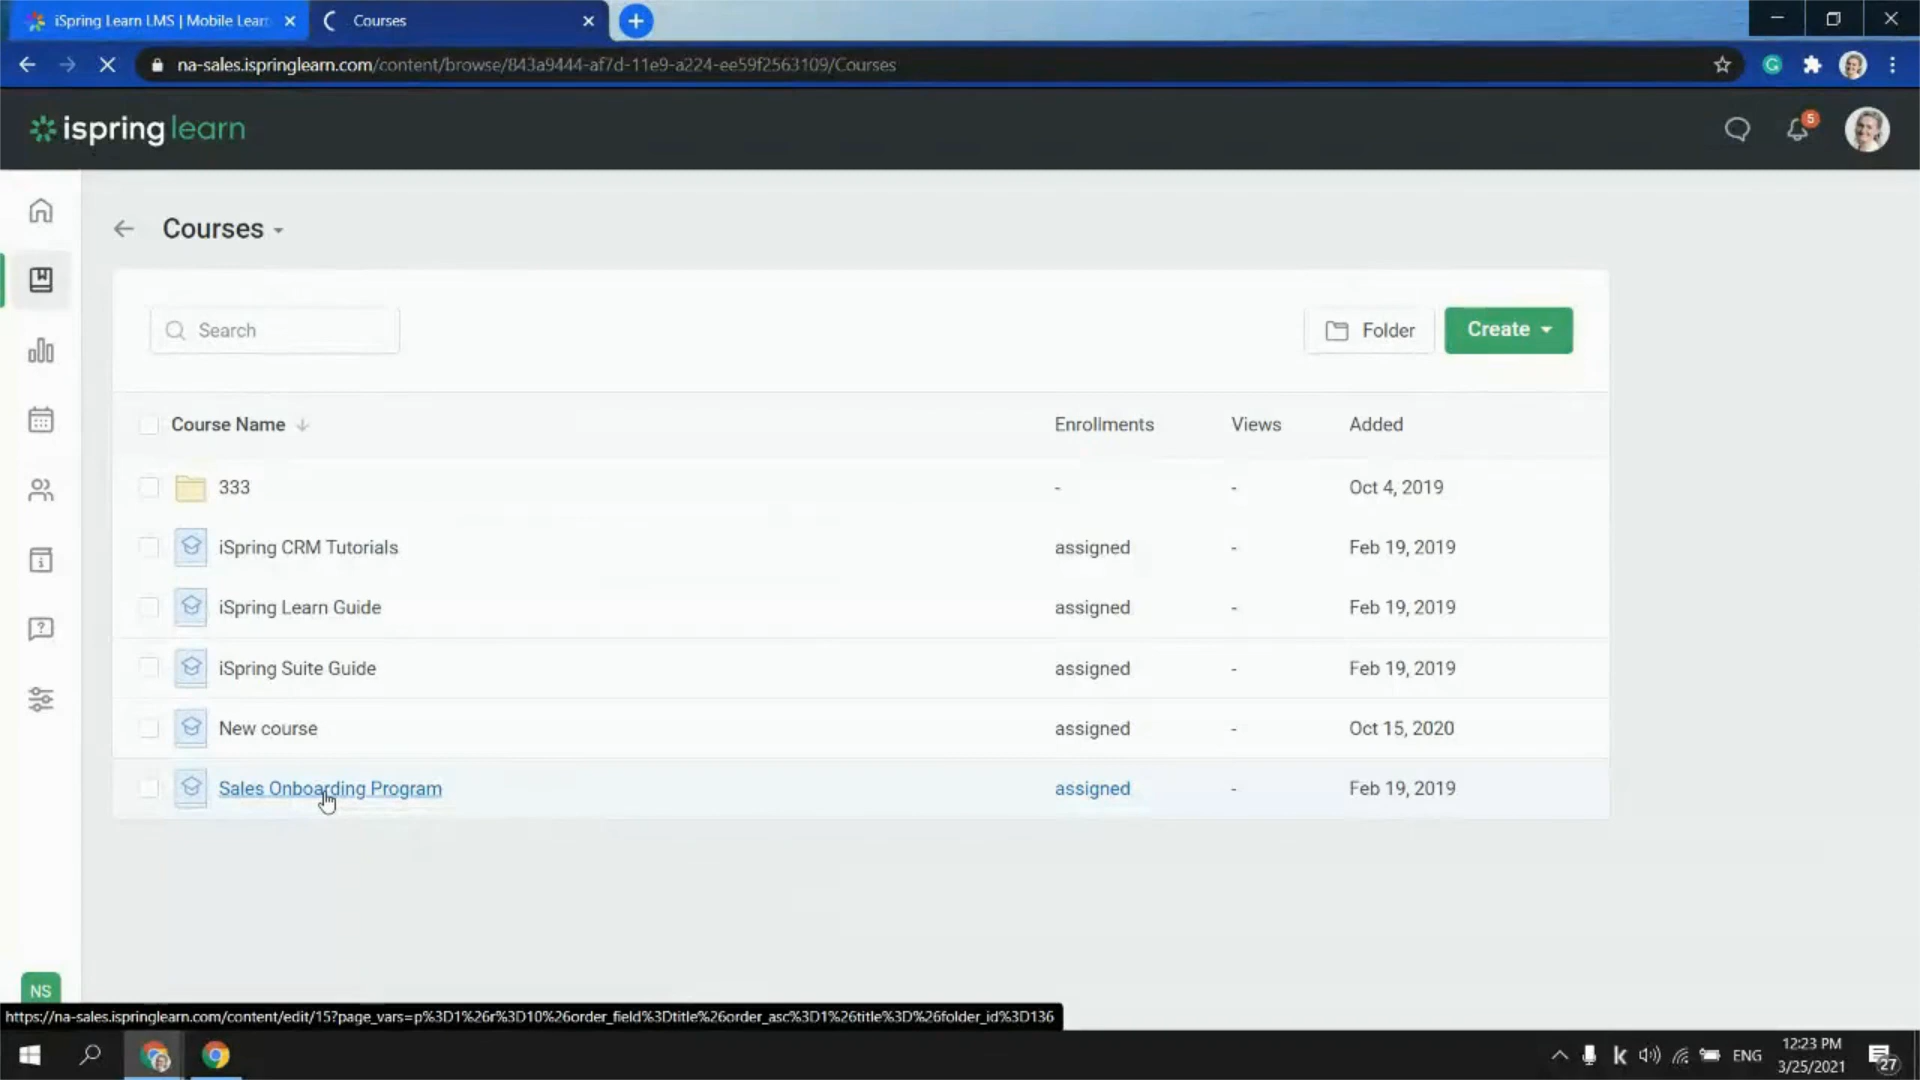 iSpring Learn LMS | Mobile Learn
Courses
na-sales.ispringlearn.com/content/browse/843a9444-af7d-11e9-a224-ee59f2563109/Courses
ispring learn
5
Courses
Search
Folder
Create
Course Name
Enrollments
Views
Added
333
-
-
Oct 4, 2019
iSpring CRM Tutorials
assigned
-
Feb 19, 2019
iSpring Learn Guide
assigned
-
Feb 19, 2019
iSpring Suite Guide
assigned
-
Feb 19, 2019
New course
assigned
-
Oct 15, 2020
Sales Onboarding Program
assigned
-
Feb 19, 2019
NS
https://na-sales.ispringlearn.com/content/edit/15?page_vars=p%3D1%26r%3D10%26order_field%3Dtitle%26order_asc%3D1%26title%3D%26folder_id%3D136
ENG
12:23 PM
3/25/2021
27